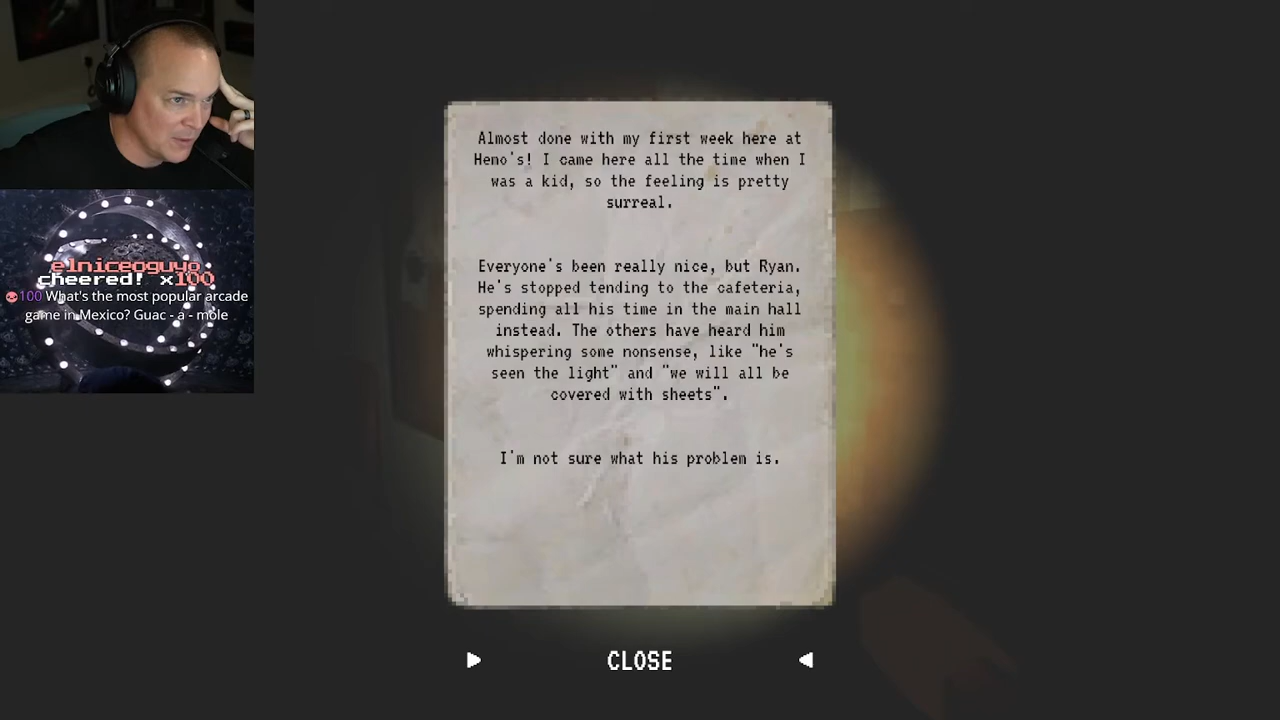 elniceoguyo
cheered! x100
100 What's the most popular arcade
game in Mexico? Guac - a - mole
Almost done with my first week here at
Heno's! I came here all the time when I
was a kid, so the feeling is pretty
surreal.
Everyone's been really nice, but Ryan.
He's stopped tending to the cafeteria,
spending all his time in the main hall
instead. The others have heard him
whispering some nonsense, like "he's
seen the light" and "we will all be
covered with sheets".
I'm not sure what his problem is.
CLOSE